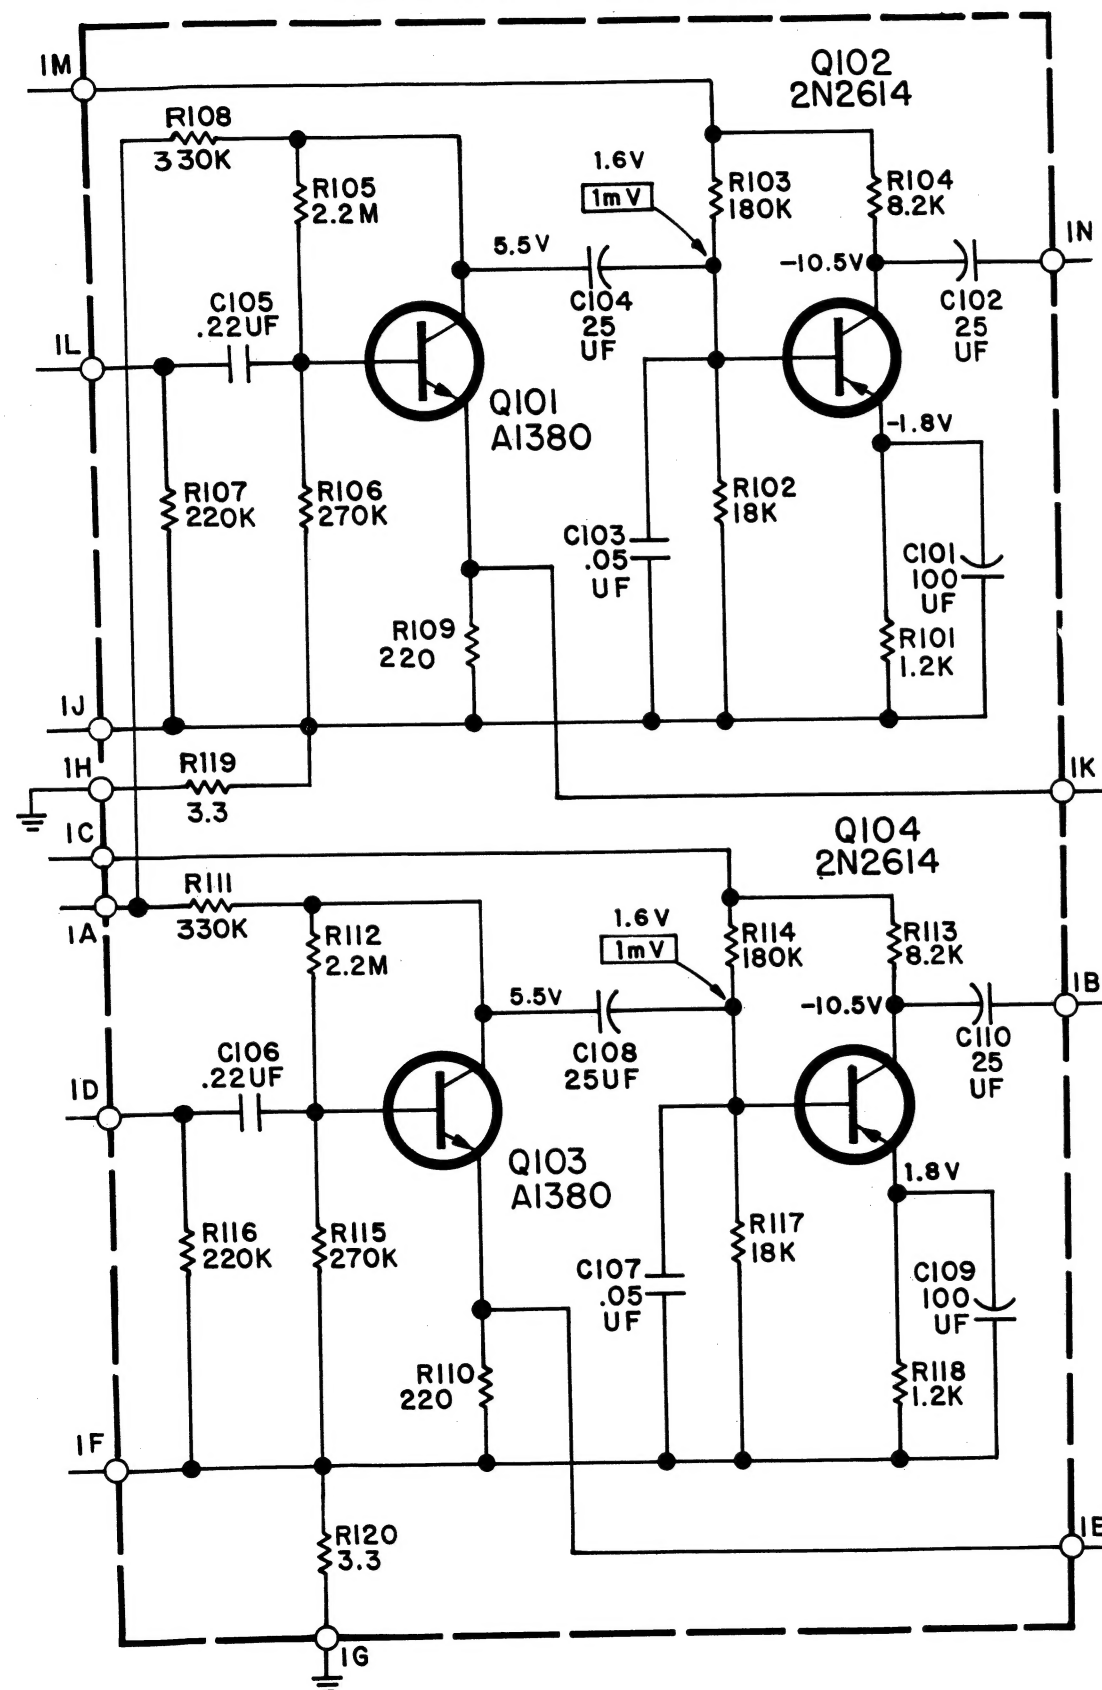 1M
Q102
2N2614
R108
330K
1.6V
1mV
R105
2.2M
R103
180K
R104
8.2K
1N
5.5V
-10.5V
C105
.22UF
C104
25
UF
C102
25
UF
1L
Q101
A1380
-1.8V
R107
220K
R106
270K
R102
18K
C103
.05
UF
C101
100
UF
R109
220
R101
1.2K
1J
1H
R119
3.3
1K
1C
Q104
2N2614
R111
330K
1A
1.6V
1mV
R112
2.2M
R114
180K
R113
8.2K
1B
5.5V
-10.5V
C106
.22UF
C108
25UF
C110
25
UF
1D
Q103
A1380
1.8V
R116
220K
R115
270K
R117
18K
C107
.05
UF
C109
100
UF
R110
220
R118
1.2K
1F
R120
3.3
1E
1G